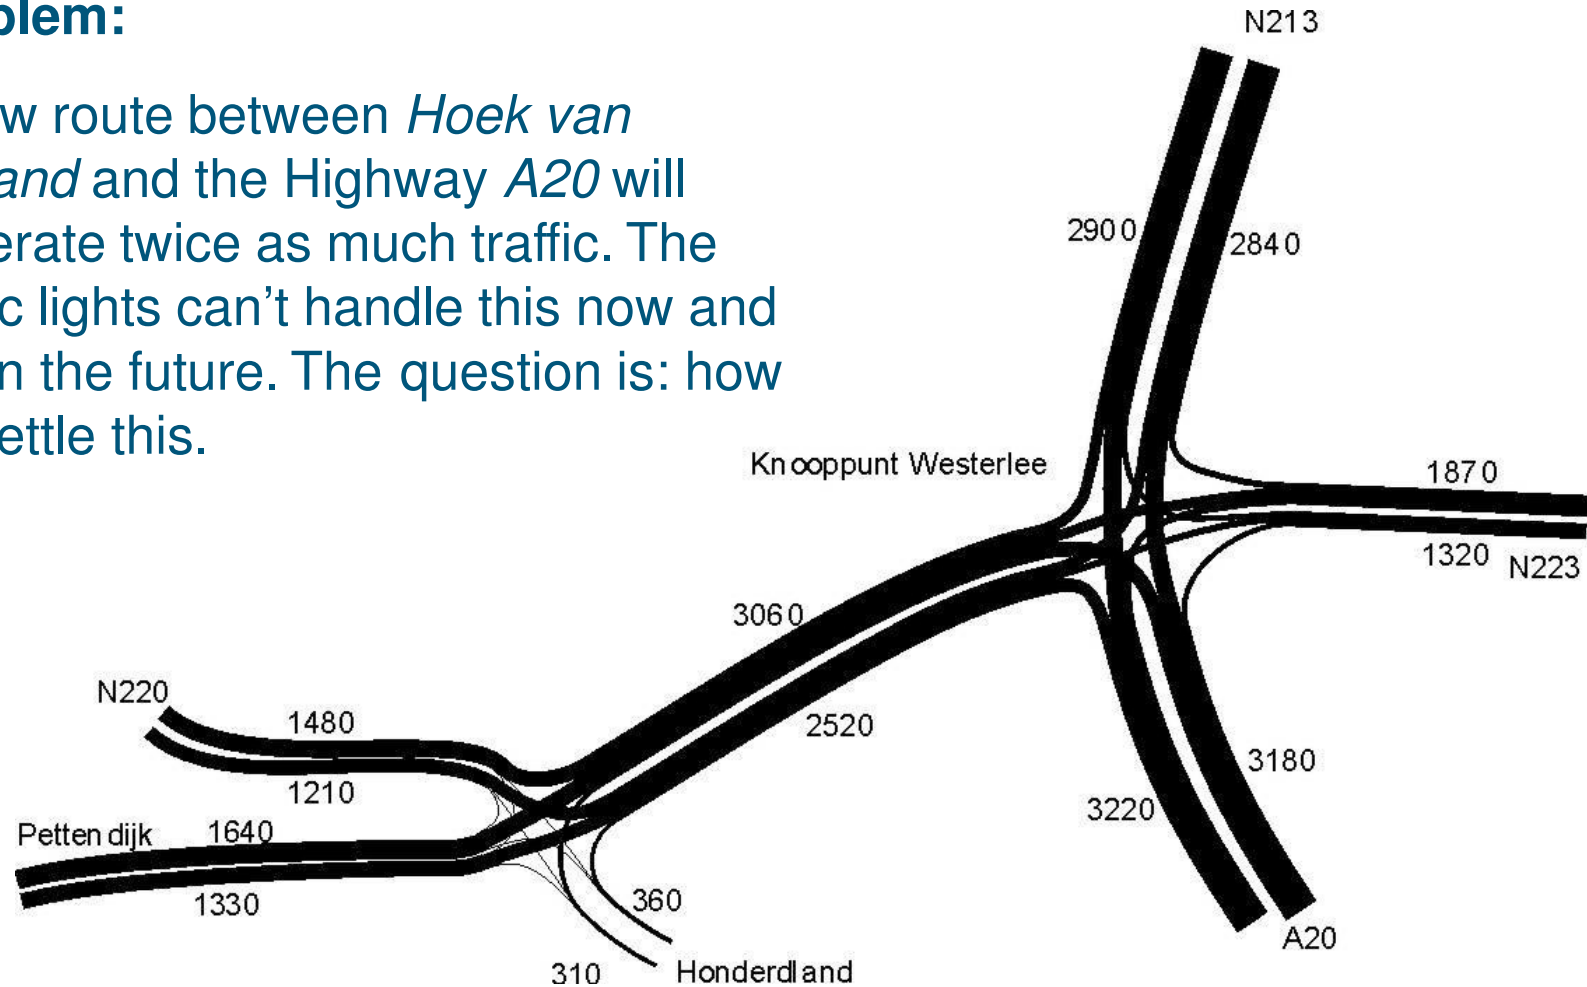 blem:
w route between Hoek van
and and the Highway A20 will
erate twice as much traffic. The
c lights can't handle this now and
n the future. The question is: how
ettle this.
N213
2900
2840
Knooppunt Westerlee
1870
1320
N223
3060
2520
N220
1480
1210
3180
3220
Pettendijk
1640
1330
360
A20
310
Honderdland